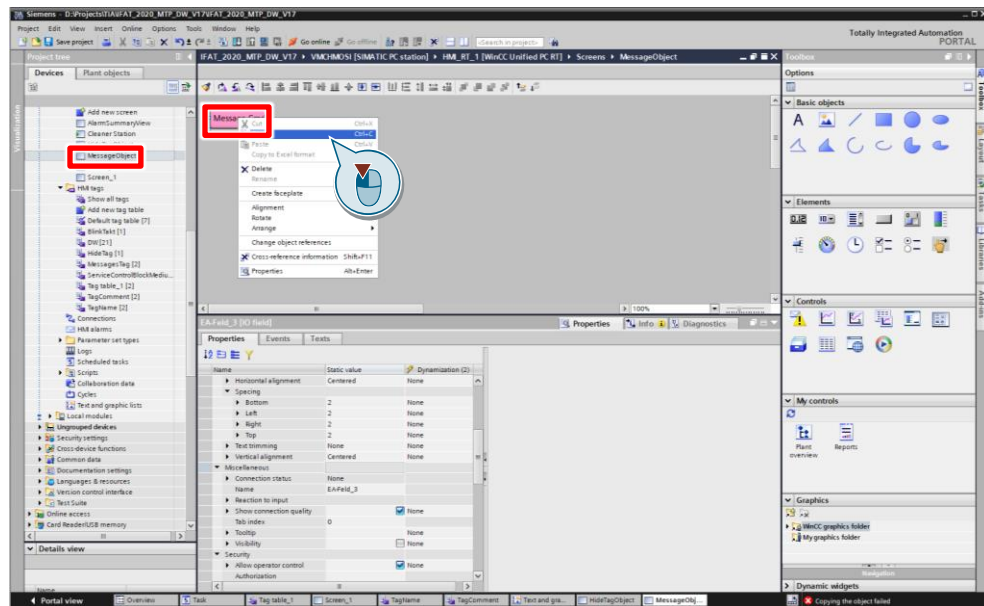 Siemens - D:\Projects\TIA\IFAT_2020_MTP_DW_V17\IFAT_2020_MTP_DW_V17
Project Edit View Insert Online Options Tools Window Help
Totally Integrated Automation
PORTAL
Save project Go online Go offline <Search in project>
Project tree
IFAT_2020_MTP_DW_V17 VMCHMOSI [SIMATIC PC station] HMI_RT_1 [WinCC Unified PC RT] Screens MessageObject
Toolbox
Devices Plant objects
Options
Visualization
Add new screen
AlarmSummaryView
Cleaner Station
MessageObject
Screen_1
HMI tags
Show all tags
Add new tag table
Default tag table [7]
BlinkTakt [1]
DW [21]
HideTag [1]
MessagesTag [2]
ServiceControlBlockMediu...
Tag table_1 [2]
TagComment [2]
TagName [2]
Connections
HMI alarms
Parameter set types
Logs
Scheduled tasks
Scripts
Collaboration data
Cycles
Text and graphic lists
Local modules
Ungrouped devices
Security settings
Cross-device functions
Common data
Documentation settings
Languages & resources
Version control interface
Test Suite
Online access
Card Reader/USB memory
Details view
Name
Message
Cut Ctrl+X
Ctrl+C
Paste Ctrl+V
Copy to Excel format
Delete
Rename
Create faceplate
Alignment
Rotate
Arrange
Change object references
Cross-reference information Shift+F11
Properties Alt+Enter
100%
EAFeld_3 [IO field]
Properties Info Diagnostics
Properties Events Texts
Name Static value Dynamization (2)
Horizontal alignment Centered None
Spacing
Bottom 2 None
Left 2 None
Right 2 None
Top 2 None
Text trimming None None
Vertical alignment Centered None
Miscellaneous
Connection status None
Name EAFeld_3
Reaction to input
Show connection quality None
Tab index 0
Tooltip None
Visibility None
Security
Allow operator control None
Authorization
Basic objects
Elements
Controls
My controls
Plant overview
Reports
Graphics
WinCC graphics folder
My graphics folder
Dynamic widgets
Toolbox
Layout
Tasks
Libraries
Add-ins
Portal view Overview Task Tag table_1 Screen_1 TagName TagComment Text and gra... HideTagObject MessageObj...
Copying the object failed